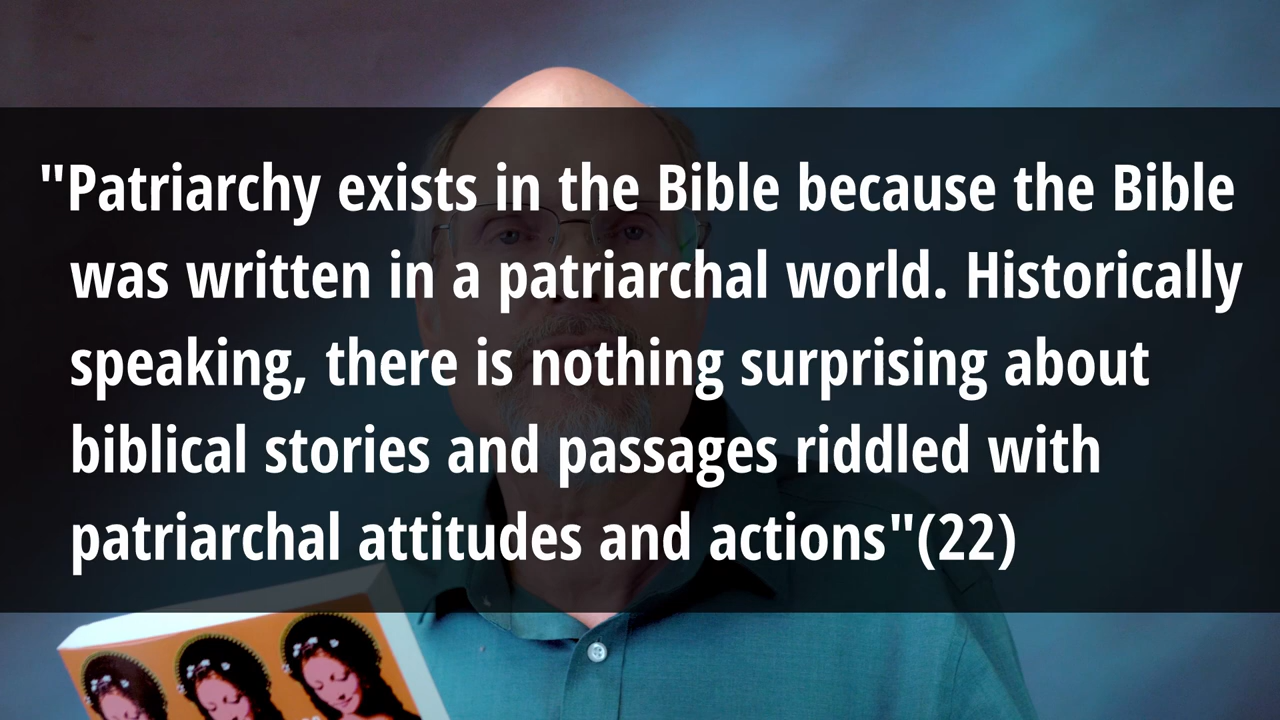 "Patriarchy exists in the Bible because the Bible
was written in a patriarchal world. Historically
speaking, there is nothing surprising about
biblical stories and passages riddled with
patriarchal attitudes and actions"(22)